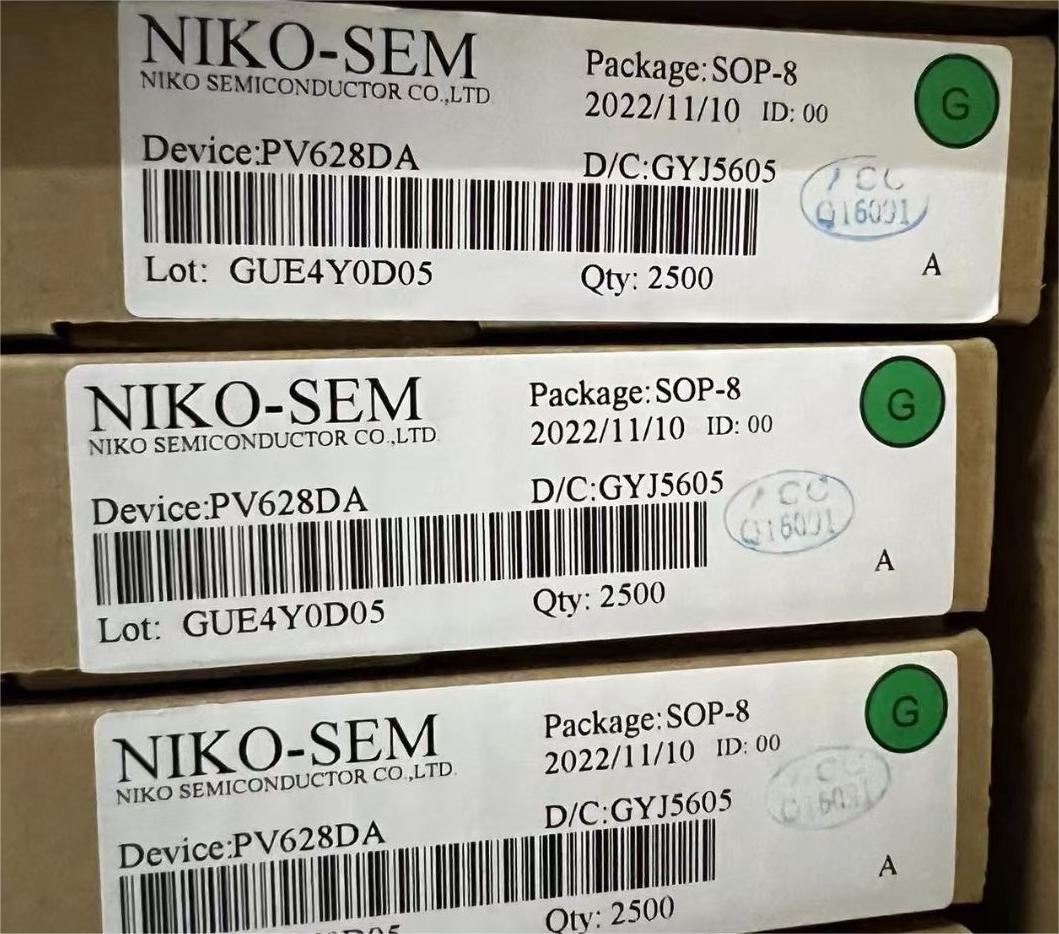 NIKO-SEM
NIKO SEMICONDUCTOR CO.,LTD
Package:SOP-8
2022/11/10 ID: 00
G
Device:PV628DA
D/C:GYJ5605
Lot: GUE4Y0D05
Qty: 2500
A
NIKO-SEM
NIKO SEMICONDUCTOR CO.,LTD
Package:SOP-8
2022/11/10 ID: 00
G
Device:PV628DA
D/C:GYJ5605
Lot: GUE4Y0D05
Qty: 2500
A
NIKO-SEM
NIKO SEMICONDUCTOR CO.,LTD.
Package:SOP-8
2022/11/10 ID: 00
G
Device:PV628DA
D/C:GYJ5605
Qty: 2500
A